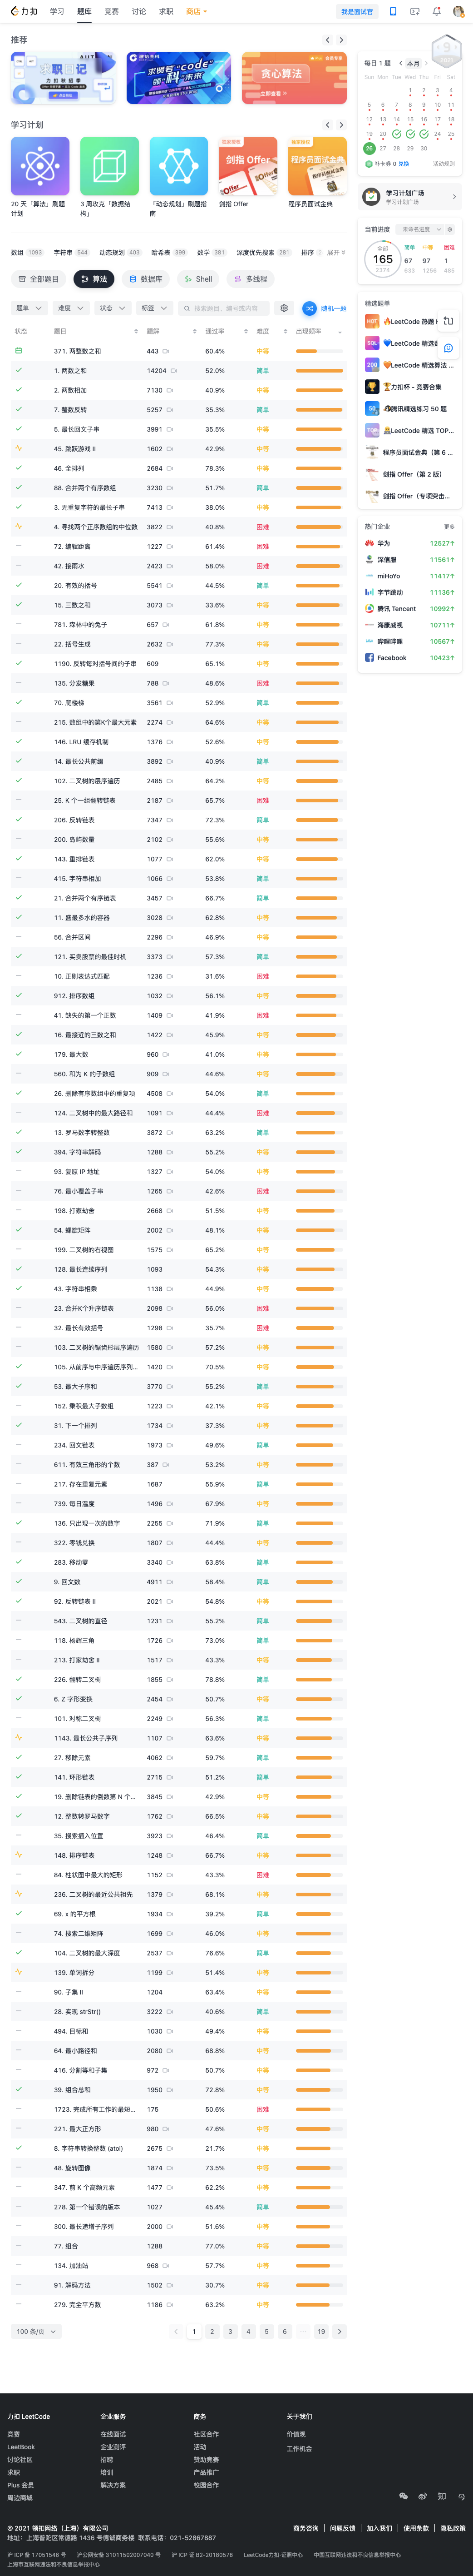 力扣 学习 题库 竞赛 讨论 求职 商店 我是面试官
推荐
学习计划
20 天「算法」刷题计划
3 周攻克「数据结构」
「动态规划」刷题指南
剑指 Offer
程序员面试金典
数组 1093 字符串 544 动态规划 403 哈希表 399 数学 381 深度优先搜索 281 排序 展开
全部题目 算法 数据库 Shell 多线程
题单 难度 状态 标签 搜索题目、编号或内容 随机一题
状态 题目 题解 通过率 难度 出现频率
371. 两整数之和 443 60.4% 中等
1. 两数之和 14204 52.0% 简单
2. 两数相加 7130 40.9% 中等
7. 整数反转 5257 35.3% 简单
5. 最长回文子串 3991 35.5% 中等
45. 跳跃游戏 II 1602 42.9% 中等
46. 全排列 2684 78.3% 中等
88. 合并两个有序数组 3230 51.7% 简单
3. 无重复字符的最长子串 7413 38.0% 中等
4. 寻找两个正序数组的中位数 3822 40.8% 困难
72. 编辑距离 1227 61.4% 困难
42. 接雨水 2423 58.0% 困难
20. 有效的括号 5541 44.5% 简单
15. 三数之和 3073 33.6% 中等
781. 森林中的兔子 657 61.8% 中等
22. 括号生成 2632 77.3% 中等
1190. 反转每对括号间的子串 609 65.1% 中等
135. 分发糖果 788 48.6% 困难
70. 爬楼梯 3561 52.9% 简单
215. 数组中的第K个最大元素 2274 64.6% 中等
146. LRU 缓存机制 1376 52.6% 中等
14. 最长公共前缀 3892 40.9% 简单
102. 二叉树的层序遍历 2485 64.2% 中等
25. K 个一组翻转链表 2187 65.7% 困难
206. 反转链表 7347 72.3% 简单
200. 岛屿数量 2102 55.6% 中等
143. 重排链表 1077 62.0% 中等
415. 字符串相加 1066 53.8% 简单
21. 合并两个有序链表 3457 66.7% 简单
11. 盛最多水的容器 3028 62.8% 中等
56. 合并区间 2296 46.9% 中等
121. 买卖股票的最佳时机 3373 57.3% 简单
10. 正则表达式匹配 1236 31.6% 困难
912. 排序数组 1032 56.1% 中等
41. 缺失的第一个正数 1409 41.9% 困难
16. 最接近的三数之和 1422 45.9% 中等
179. 最大数 960 41.0% 中等
560. 和为 K 的子数组 909 44.6% 中等
26. 删除有序数组中的重复项 4508 54.0% 简单
124. 二叉树中的最大路径和 1091 44.4% 困难
13. 罗马数字转整数 3872 63.2% 简单
394. 字符串解码 1288 55.2% 中等
93. 复原 IP 地址 1327 54.0% 中等
76. 最小覆盖子串 1265 42.6% 困难
198. 打家劫舍 2668 51.5% 中等
54. 螺旋矩阵 2002 48.1% 中等
199. 二叉树的右视图 1575 65.2% 中等
128. 最长连续序列 1093 54.3% 中等
43. 字符串相乘 1138 44.9% 中等
23. 合并K个升序链表 2098 56.0% 困难
32. 最长有效括号 1298 35.7% 困难
103. 二叉树的锯齿形层序遍历 1580 57.2% 中等
105. 从前序与中序遍历序列... 1420 70.5% 中等
53. 最大子序和 3770 55.2% 简单
152. 乘积最大子数组 1223 42.1% 中等
31. 下一个排列 1734 37.3% 中等
234. 回文链表 1973 49.6% 简单
611. 有效三角形的个数 387 53.2% 中等
217. 存在重复元素 1687 55.9% 简单
739. 每日温度 1496 67.9% 中等
136. 只出现一次的数字 2255 71.9% 简单
322. 零钱兑换 1807 44.4% 中等
283. 移动零 3340 63.8% 简单
9. 回文数 4911 58.4% 简单
92. 反转链表 II 2021 54.8% 中等
543. 二叉树的直径 1231 55.2% 简单
118. 杨辉三角 1726 73.0% 简单
213. 打家劫舍 II 1517 43.3% 中等
226. 翻转二叉树 1855 78.8% 简单
6. Z 字形变换 2454 50.7% 中等
101. 对称二叉树 2249 56.3% 简单
1143. 最长公共子序列 1107 63.6% 中等
27. 移除元素 4062 59.7% 简单
141. 环形链表 2715 51.2% 简单
19. 删除链表的倒数第 N 个... 3845 42.9% 中等
12. 整数转罗马数字 1762 66.5% 中等
35. 搜索插入位置 3923 46.4% 简单
148. 排序链表 1248 66.7% 中等
84. 柱状图中最大的矩形 1152 43.3% 困难
236. 二叉树的最近公共祖先 1379 68.1% 中等
69. x 的平方根 1934 39.2% 简单
74. 搜索二维矩阵 1699 46.0% 中等
104. 二叉树的最大深度 2537 76.6% 简单
139. 单词拆分 1199 51.4% 中等
90. 子集 II 1204 63.4% 中等
28. 实现 strStr() 3222 40.6% 简单
494. 目标和 1030 49.4% 中等
64. 最小路径和 2080 68.8% 中等
416. 分割等和子集 972 50.7% 中等
39. 组合总和 1950 72.8% 中等
1723. 完成所有工作的最短... 175 50.6% 困难
221. 最大正方形 980 47.6% 中等
8. 字符串转换整数 (atoi) 2675 21.7% 中等
48. 旋转图像 1874 73.5% 中等
347. 前 K 个高频元素 1477 62.2% 中等
278. 第一个错误的版本 1027 45.4% 简单
300. 最长递增子序列 2000 51.6% 中等
77. 组合 1288 77.0% 中等
134. 加油站 968 57.7% 中等
91. 解码方法 1502 30.7% 中等
279. 完全平方数 1186 63.2% 中等
100 条/页 1 2 3 4 5 6 19
每日 1 题 本月
Sun Mon Tue Wed Thu Fri Sat
1 2 3 4
5 6 7 8 9 10 11
12 13 14 15 16 17 18
19 20 24 25
26 27 28 29 30
补卡券 0 兑换 活动规则
学习计划广场
学习计划广场
当前进度 未命名进度
全部 165 2374
简单 中等 困难
67 97 1
精选题单
LeetCode 热题
LeetCode 精选
LeetCode 精选算法 ...
力扣杯 - 竞赛合集
腾讯精选练习 50 题
LeetCode 精选 TOP...
程序员面试金典（第 6 ...
剑指 Offer（第 2 版）
剑指 Offer（专项突击...
热门企业 更多
华为 12527↑
深信服 11561↑
miHoYo 11417↑
字节跳动 11136↑
腾讯 Tencent 10992↑
海康威视 10711↑
哔哩哔哩 10567↑
Facebook 10423↑
力扣 LeetCode 企业服务 商务 关于我们
竞赛 在线面试 社区合作 价值观
LeetBook 企业测评 活动 工作机会
讨论社区 招聘 赞助竞赛
求职 培训 产品推广
Plus 会员 解决方案 校园合作
周边商城
© 2021 领扣网络（上海）有限公司 商务咨询 | 问题反馈 | 加入我们 | 使用条款 | 隐私政策
地址：上海普陀区常德路 1436 号德诚商务楼 联系电话：021-52867887
沪 ICP 备 17051546 号 沪公网安备 31011502007040 号 沪 ICP 证 B2-20180578 LeetCode力扣·证照中心 中国互联网违法和不良信息举报中心
上海市互联网违法和不良信息举报中心